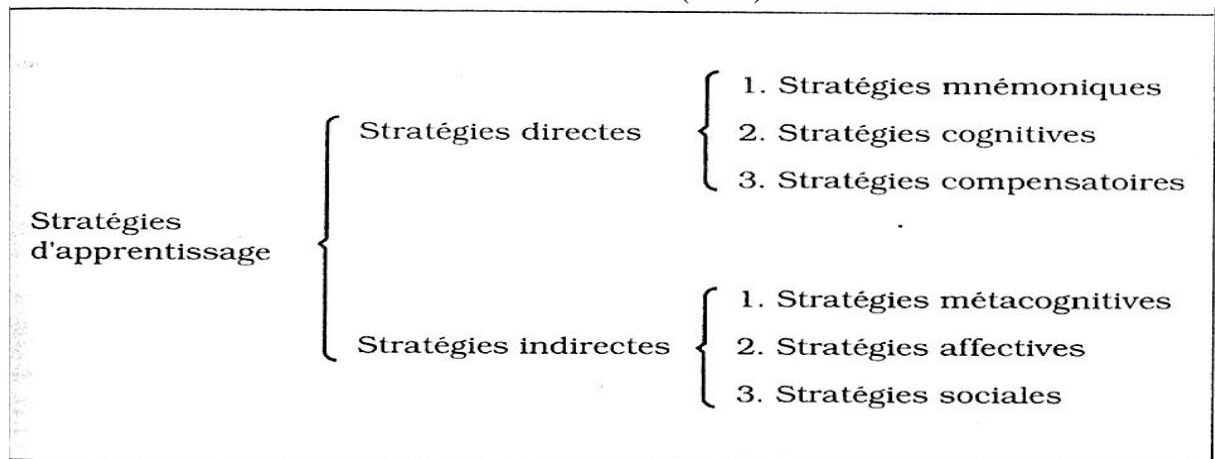 Stratégies
d'apprentissage
Stratégies directes
1. Stratégies mnémoniques
2. Stratégies cognitives
3. Stratégies compensatoires
Stratégies indirectes
1. Stratégies métacognitives
2. Stratégies affectives
3. Stratégies sociales